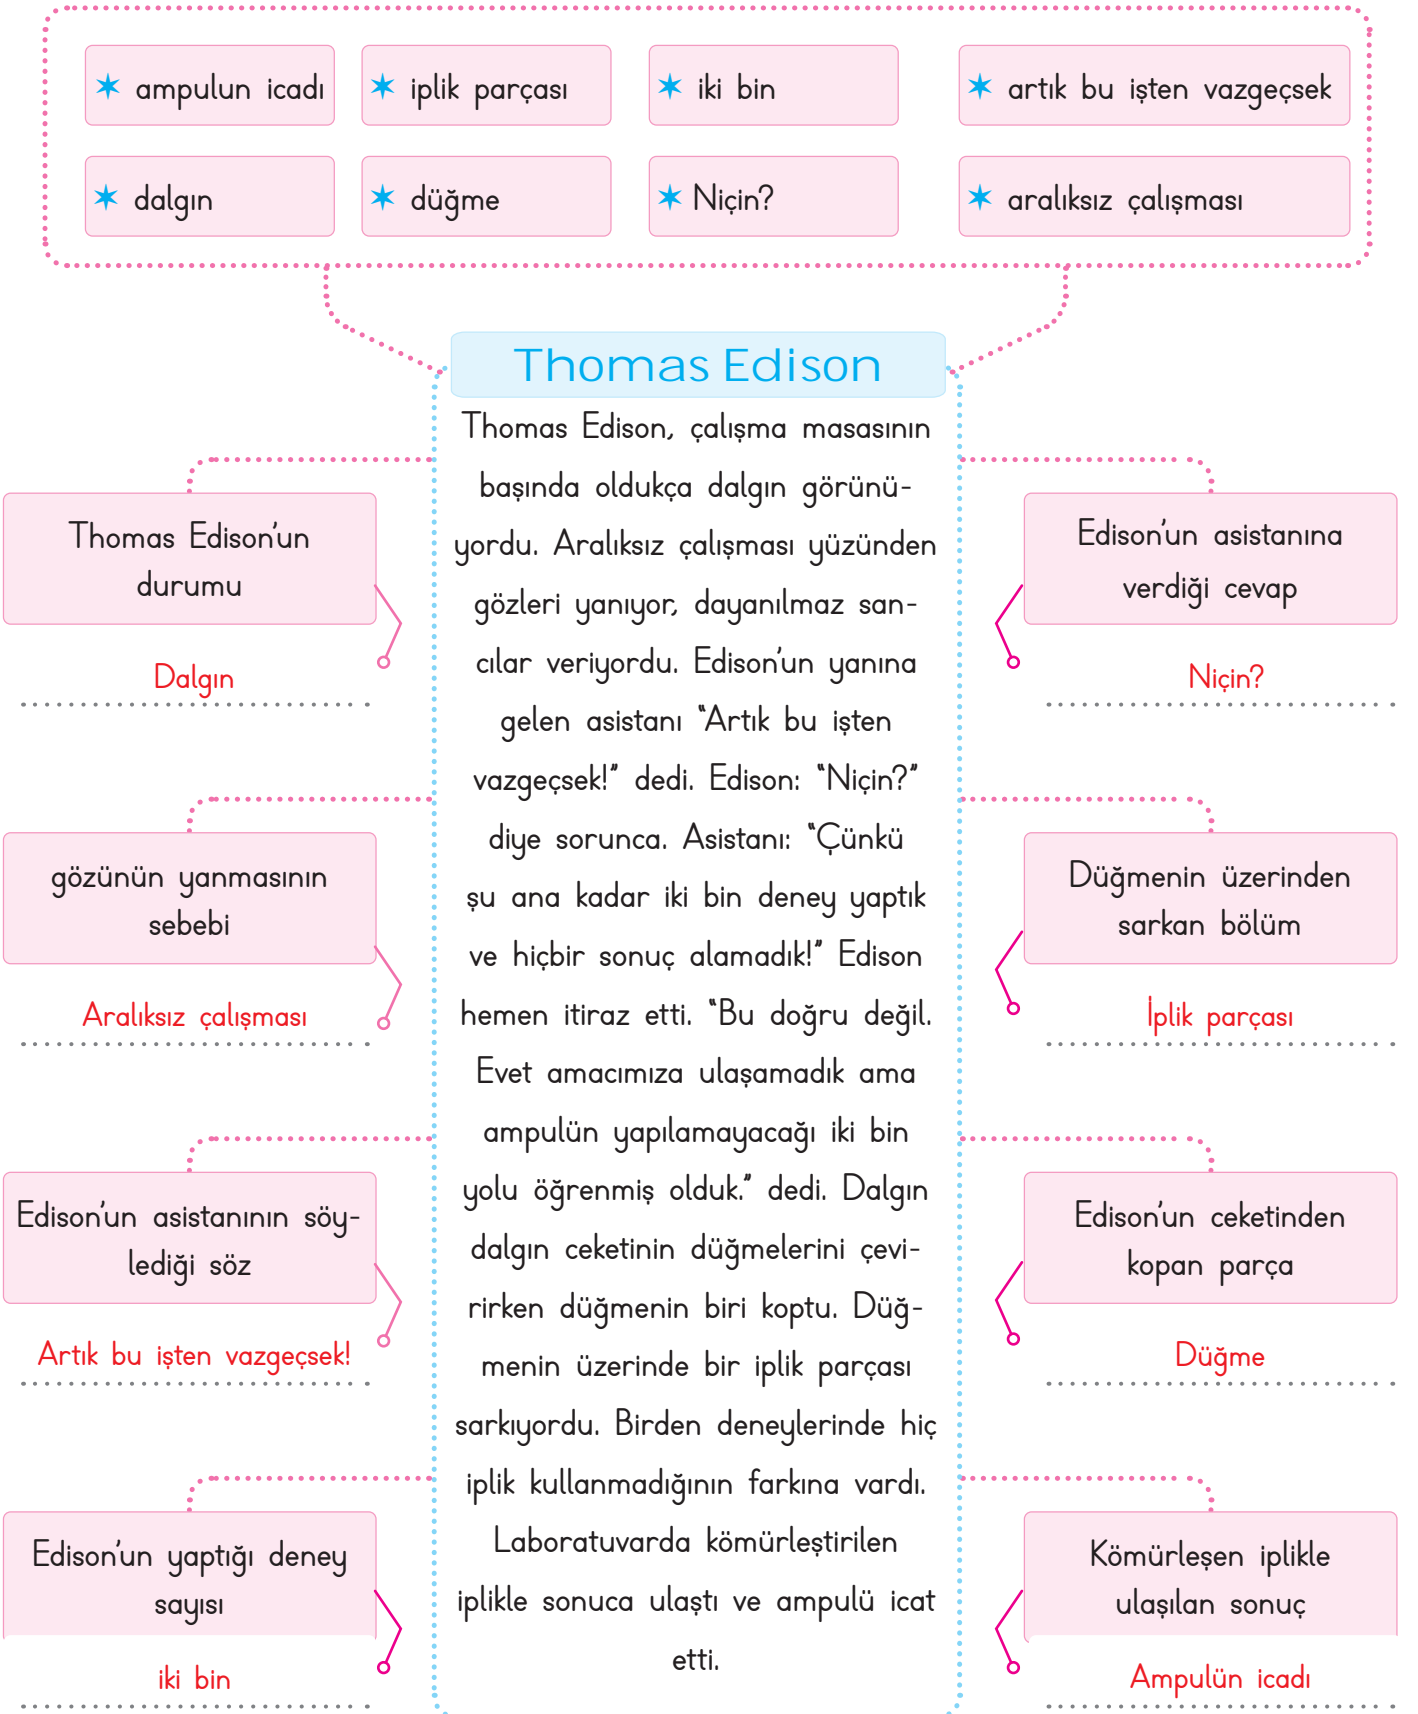 ampulun icadı
iplik parçası
iki bin
artık bu işten vazgeçsek
dalgın
düğme
Niçin?
aralıksız çalışması
Thomas Edison
Thomas Edison, çalışma masasının
başında oldukça dalgın görünü-
yordu. Aralıksız çalışması yüzünden
gözleri yanıyor, dayanılmaz san-
cılar veriyordu. Edison’un yanına
gelen asistanı “Artık bu işten
vazgeçsek!” dedi. Edison: “Niçin?”
diye sorunca. Asistanı: “Çünkü
şu ana kadar iki bin deney yaptık
ve hiçbir sonuç alamadık!” Edison
hemen itiraz etti. “Bu doğru değil.
Evet amacımıza ulaşamadık ama
ampulün yapılamayacağı iki bin
yolu öğrenmiş olduk.” dedi. Dalgın
dalgın ceketinin düğmelerini çevi-
rirken düğmenin biri koptu. Düğ-
menin üzerinde bir iplik parçası
sarkıyordu. Birden deneylerinde hiç
iplik kullanmadığının farkına vardı.
Laboratuvarda kömürleştirilen
iplikle sonuca ulaştı ve ampulü icat
etti.
Thomas Edison’un
durumu
Dalgın
gözünün yanmasının
sebebi
Aralıksız çalışması
Edison’un asistanının söy-
lediği söz
Artık bu işten vazgeçsek!
Edison’un yaptığı deney
sayısı
iki bin
Edison’un asistanına
verdiği cevap
Niçin?
Düğmenin üzerinden
sarkan bölüm
İplik parçası
Edison’un ceketinden
kopan parça
Düğme
Kömürleşen iplikle
ulaşılan sonuç
Ampulün icadı